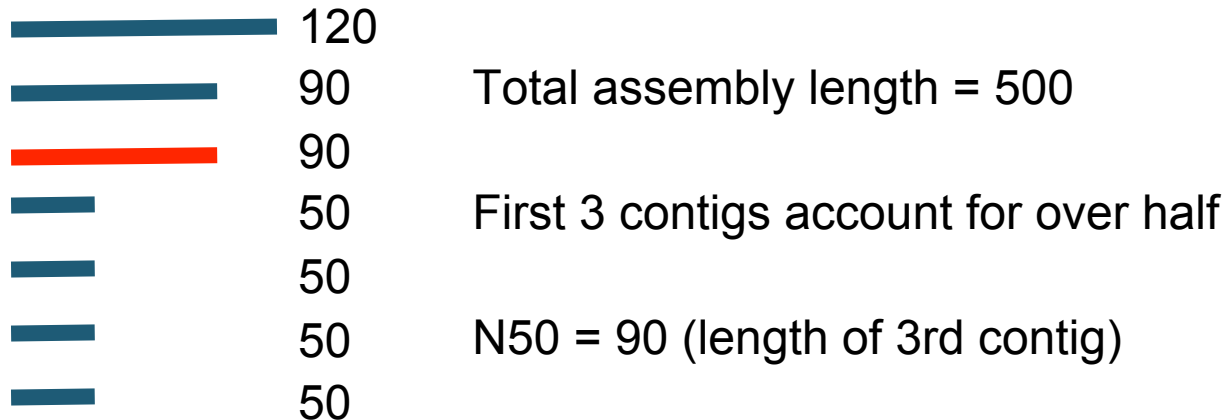 120
90
Total assembly length = 500
90
50
First 3 contigs account for over half
50
50
N50 = 90 (length of 3rd contig)
50